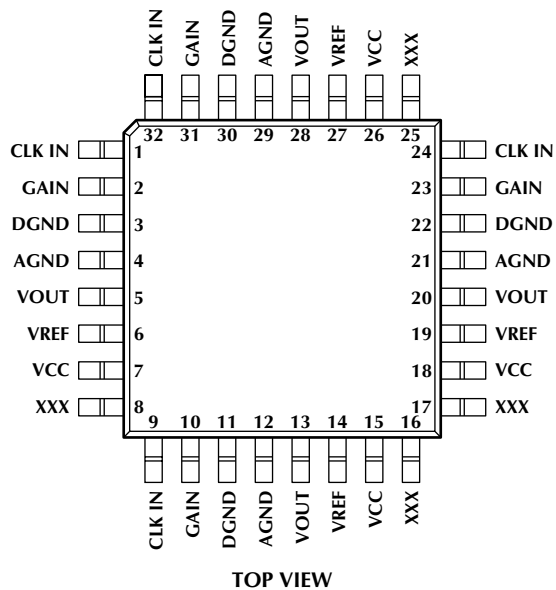 CLK IN GAIN DGND AGND VOUT VREF VCC XXX
32 31 30 29 28 27 26 25
CLK IN 1 24 CLK IN
GAIN 2 23 GAIN
DGND 3 22 DGND
AGND 4 21 AGND
VOUT 5 20 VOUT
VREF 6 19 VREF
VCC 7 18 VCC
XXX 8 17 XXX
9 10 11 12 13 14 15 16
CLK IN GAIN DGND AGND VOUT VREF VCC XXX
TOP VIEW